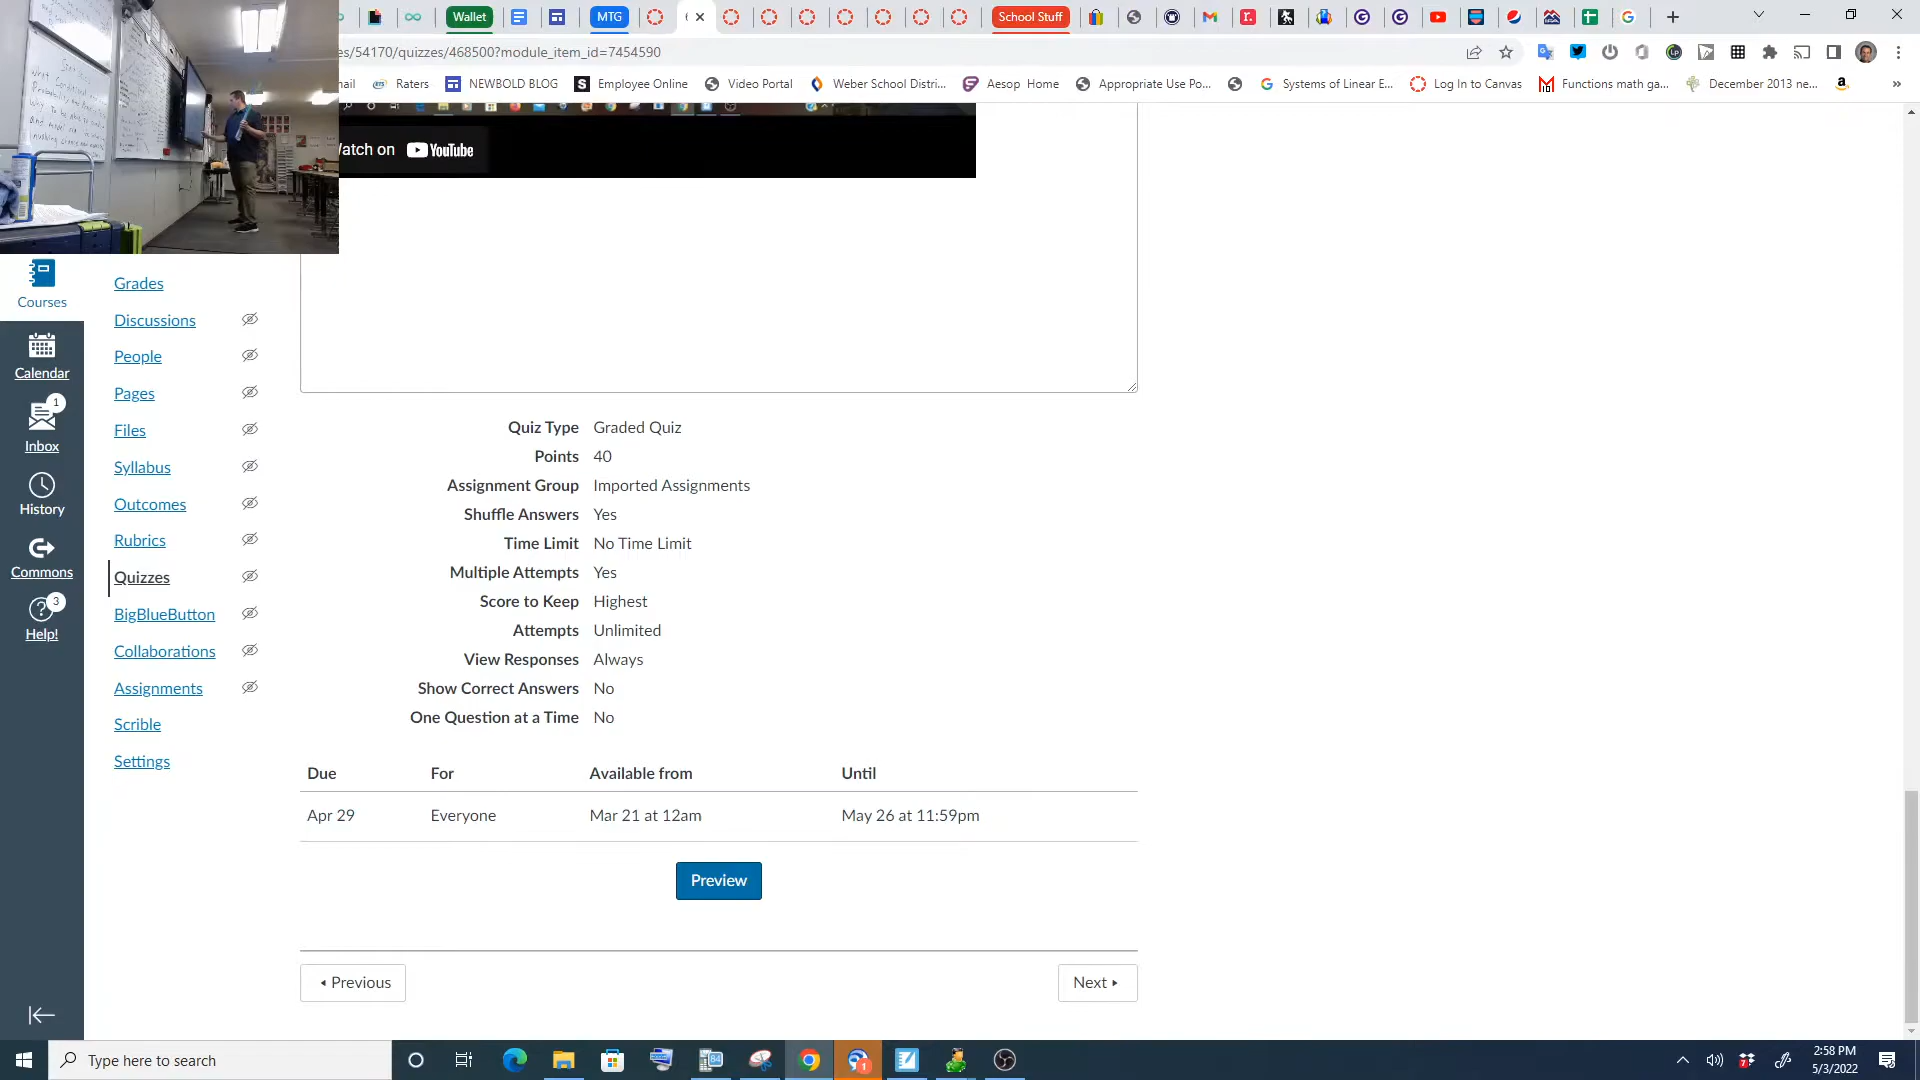 Wallet
MTG
School Stuff
es/54170/quizzes/468500?module_item_id=7454590
Raters
NEWBOLD BLOG
Employee Online
Video Portal
Weber School Distri...
Aesop Home
Appropriate Use Po...
Systems of Linear E...
Log In to Canvas
Functions math ga...
December 2013 ne...
»
YouTube
Courses
Calendar
1
Inbox
History
Commons
3
Help!
Grades
Discussions
People
Pages
Files
Syllabus
Outcomes
Rubrics
Quizzes
BigBlueButton
Collaborations
Assignments
Scrible
Settings
Quiz Type Graded Quiz
Points 40
Assignment Group Imported Assignments
Shuffle Answers Yes
Time Limit No Time Limit
Multiple Attempts Yes
Score to Keep Highest
Attempts Unlimited
View Responses Always
Show Correct Answers No
One Question at a Time No
Due For Available from Until
Apr 29 Everyone Mar 21 at 12am May 26 at 11:59pm
Preview
Previous
Next
Type here to search
2:58 PM
5/3/2022